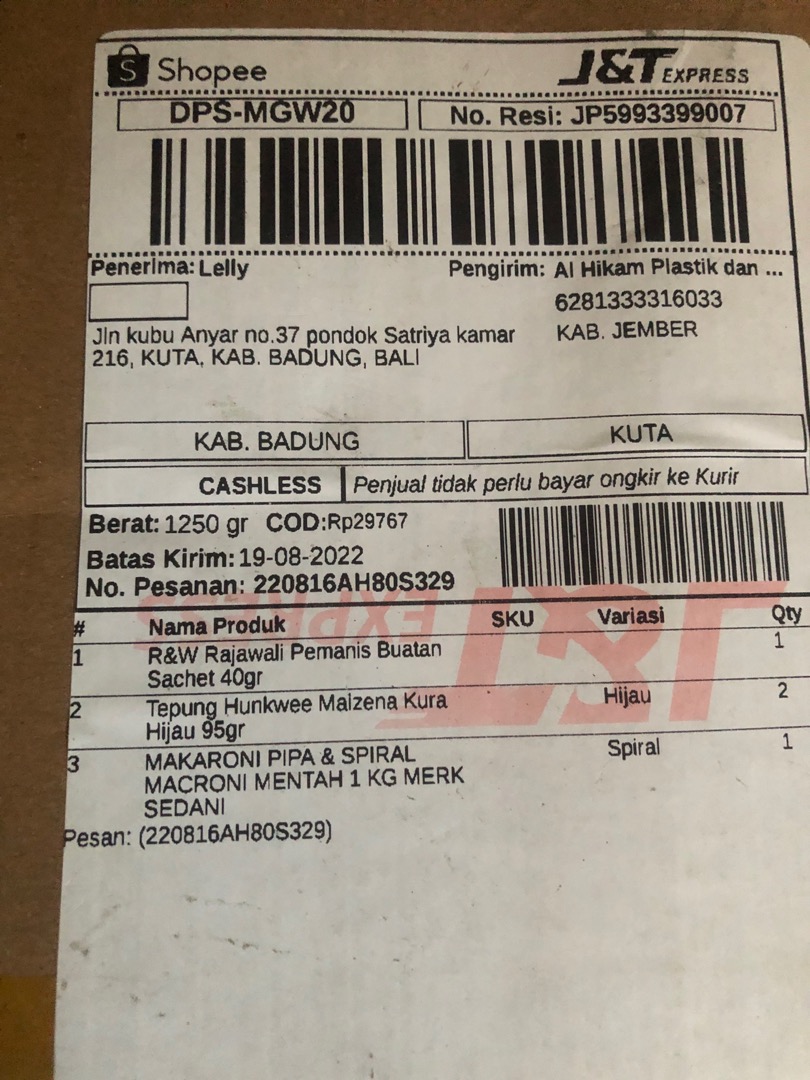 Shopee
J&T EXPRESS
DPS-MGW20
No. Resi: JP5993399007
Penerima: Lelly
Pengirim: Al Hikam Plastik dan ...
6281333316033
Jln kubu Anyar no.37 pondok Satriya kamar
216, KUTA, KAB. BADUNG, BALI
KAB. JEMBER
KAB. BADUNG
KUTA
CASHLESS
Penjual tidak perlu bayar ongkir ke Kurir
Berat: 1250 gr COD:Rp29767
Batas Kirim: 19-08-2022
No. Pesanan: 220816AH80S329
J&T EXPRESS
# Nama Produk SKU Variasi Qty
1 R&W Rajawali Pemanis Buatan 1
Sachet 40gr
2 Tepung Hunkwee Maizena Kura Hijau 2
Hijau 95gr
3 MAKARONI PIPA & SPIRAL Spiral 1
MACRONI MENTAH 1 KG MERK
SEDANI
Pesan: (220816AH80S329)